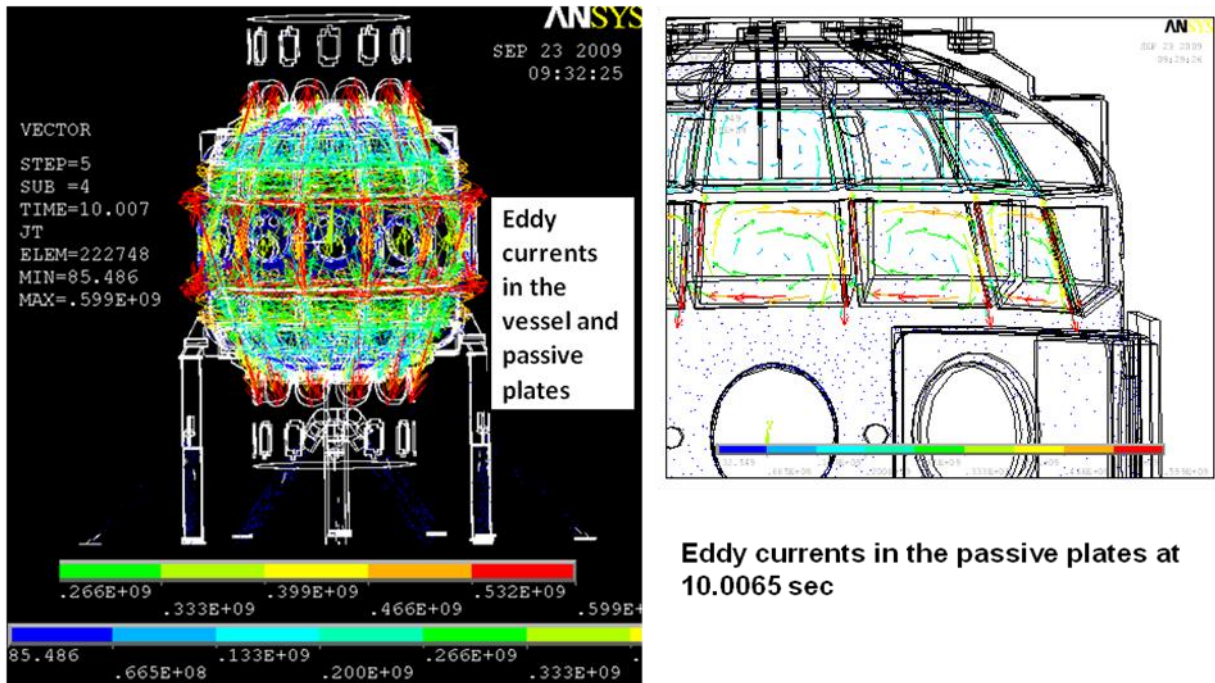 ANSYS
SEP 23 2009
09:32:25
VECTOR
STEP=5
SUB =4
TIME=10.007
JT
ELEM=222748
MIN=85.486
MAX=.599E+09
Eddy
currents
in the
vessel and
passive
plates
.266E+09
.399E+09
.532E+09
.333E+09
.466E+09
.599E+
85.486
.133E+09
.266E+09
.665E+08
.200E+09
.333E+09
ANSYS
SEP 23 2009
Eddy currents in the passive plates at
10.0065 sec